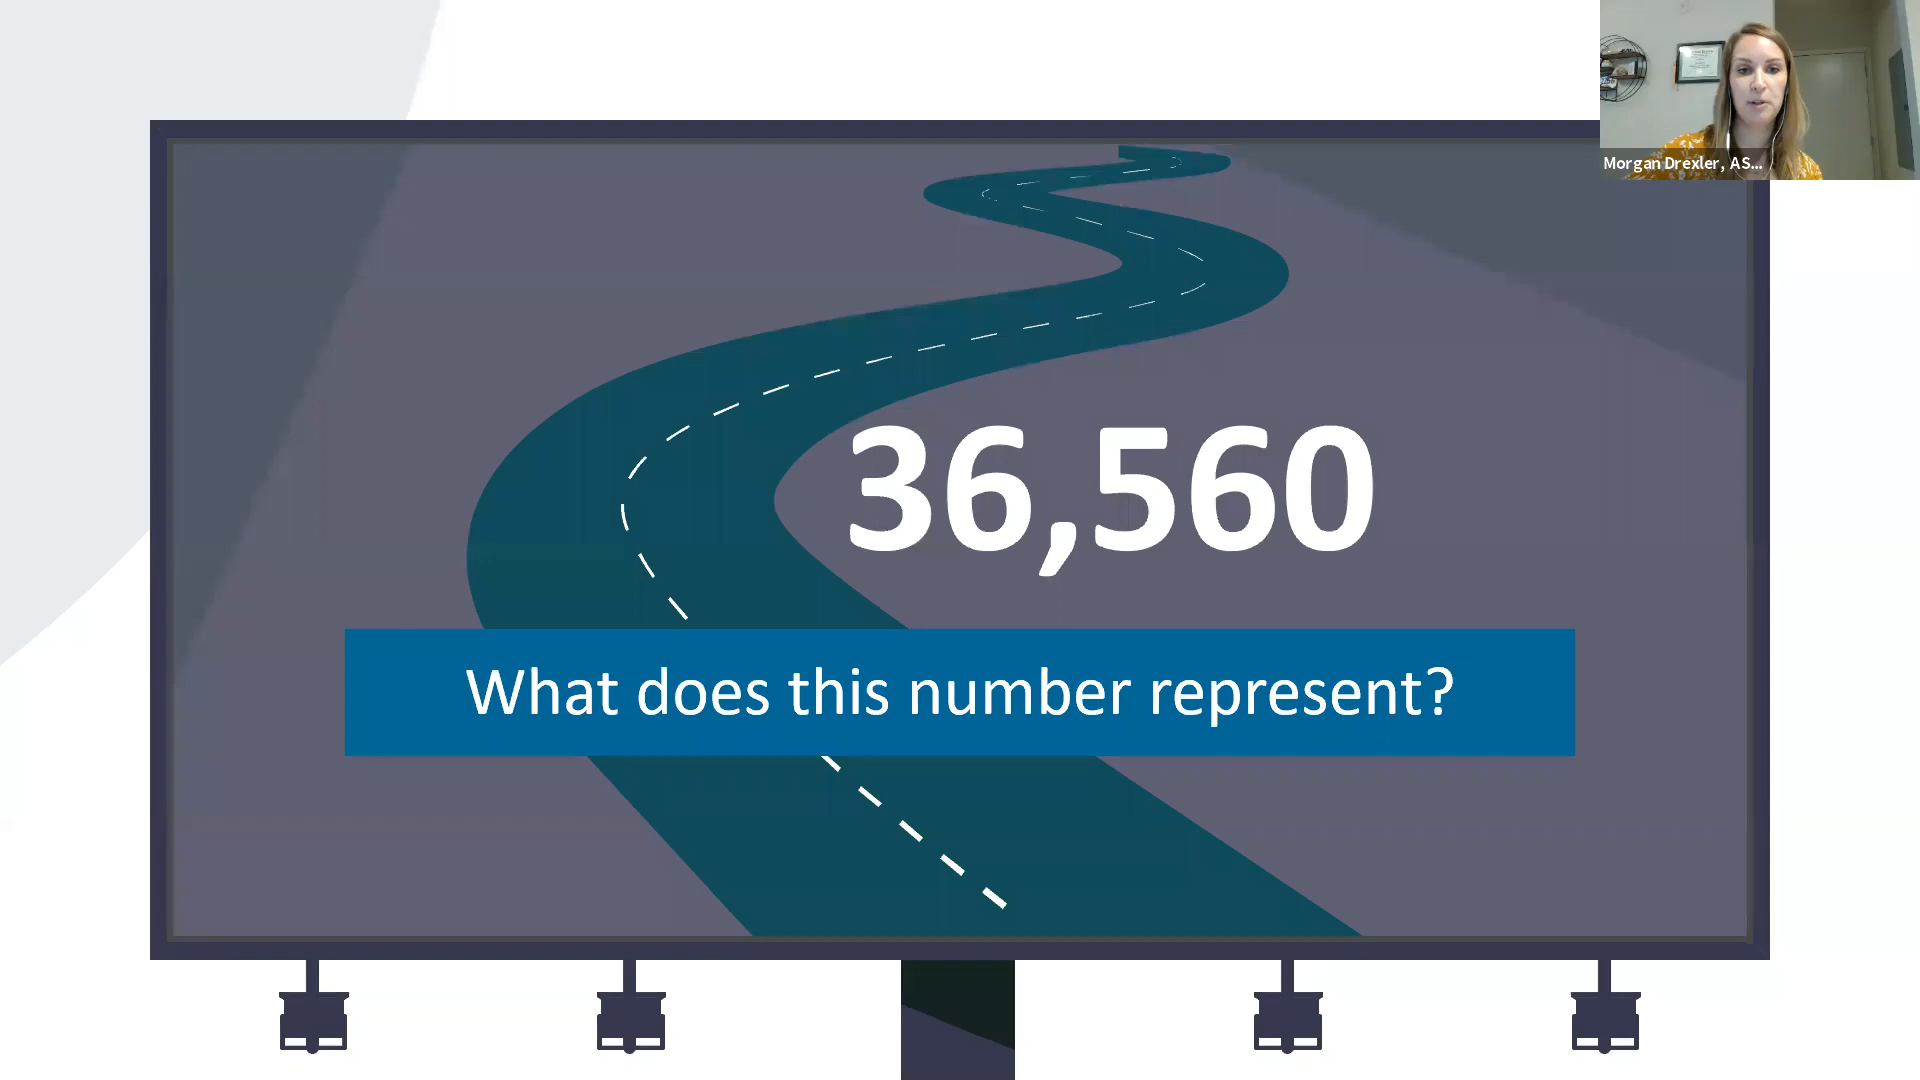 Morgan Drexler, AS...
36,560
What does this number represent?